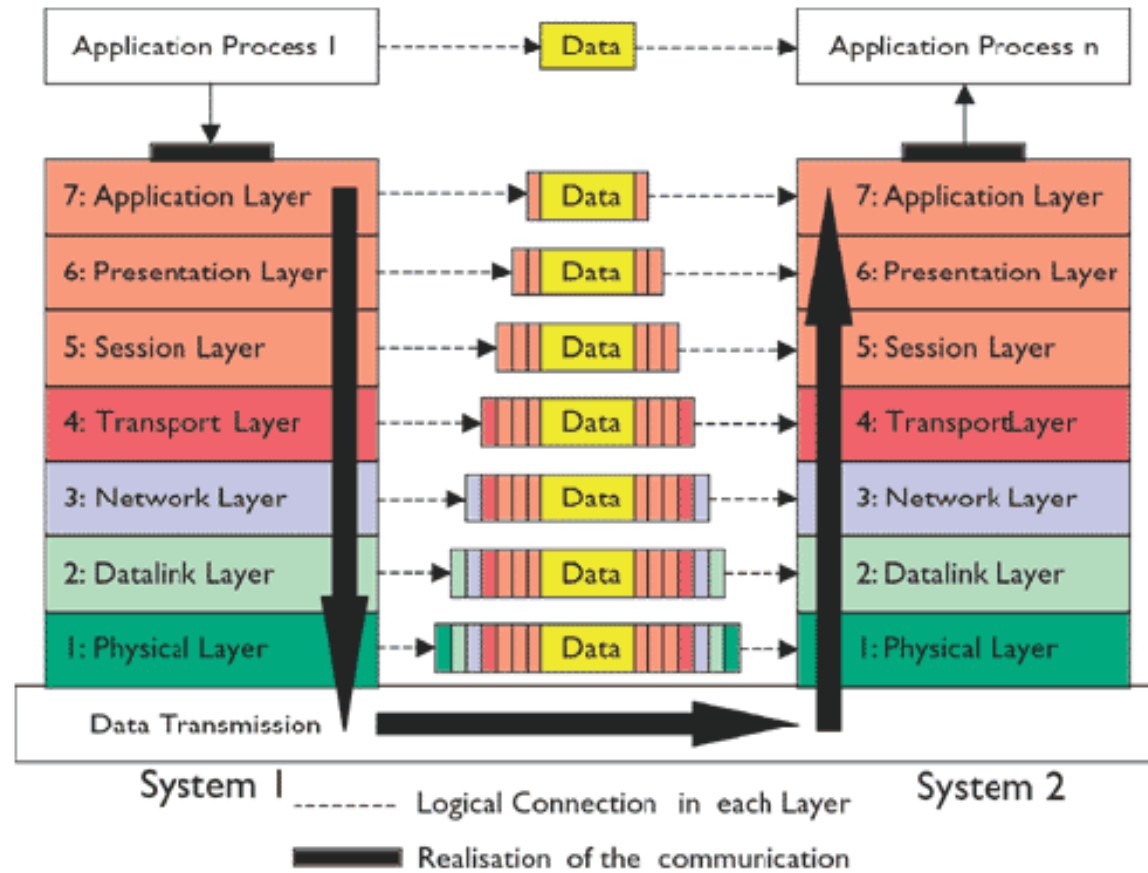 Application Process 1
Data
Application Process n
7: Application Layer
Data
7: Application Layer
6: Presentation Layer
Data
6: Presentation Layer
5: Session Layer
Data
5: Session Layer
4: Transport Layer
Data
4: TransportLayer
3: Network Layer
Data
3: Network Layer
2: Datalink Layer
Data
2: Datalink Layer
1: Physical Layer
Data
1: Physical Layer
Data Transmission
System 1
System 2
Logical Connection in each Layer
Realisation of the communication